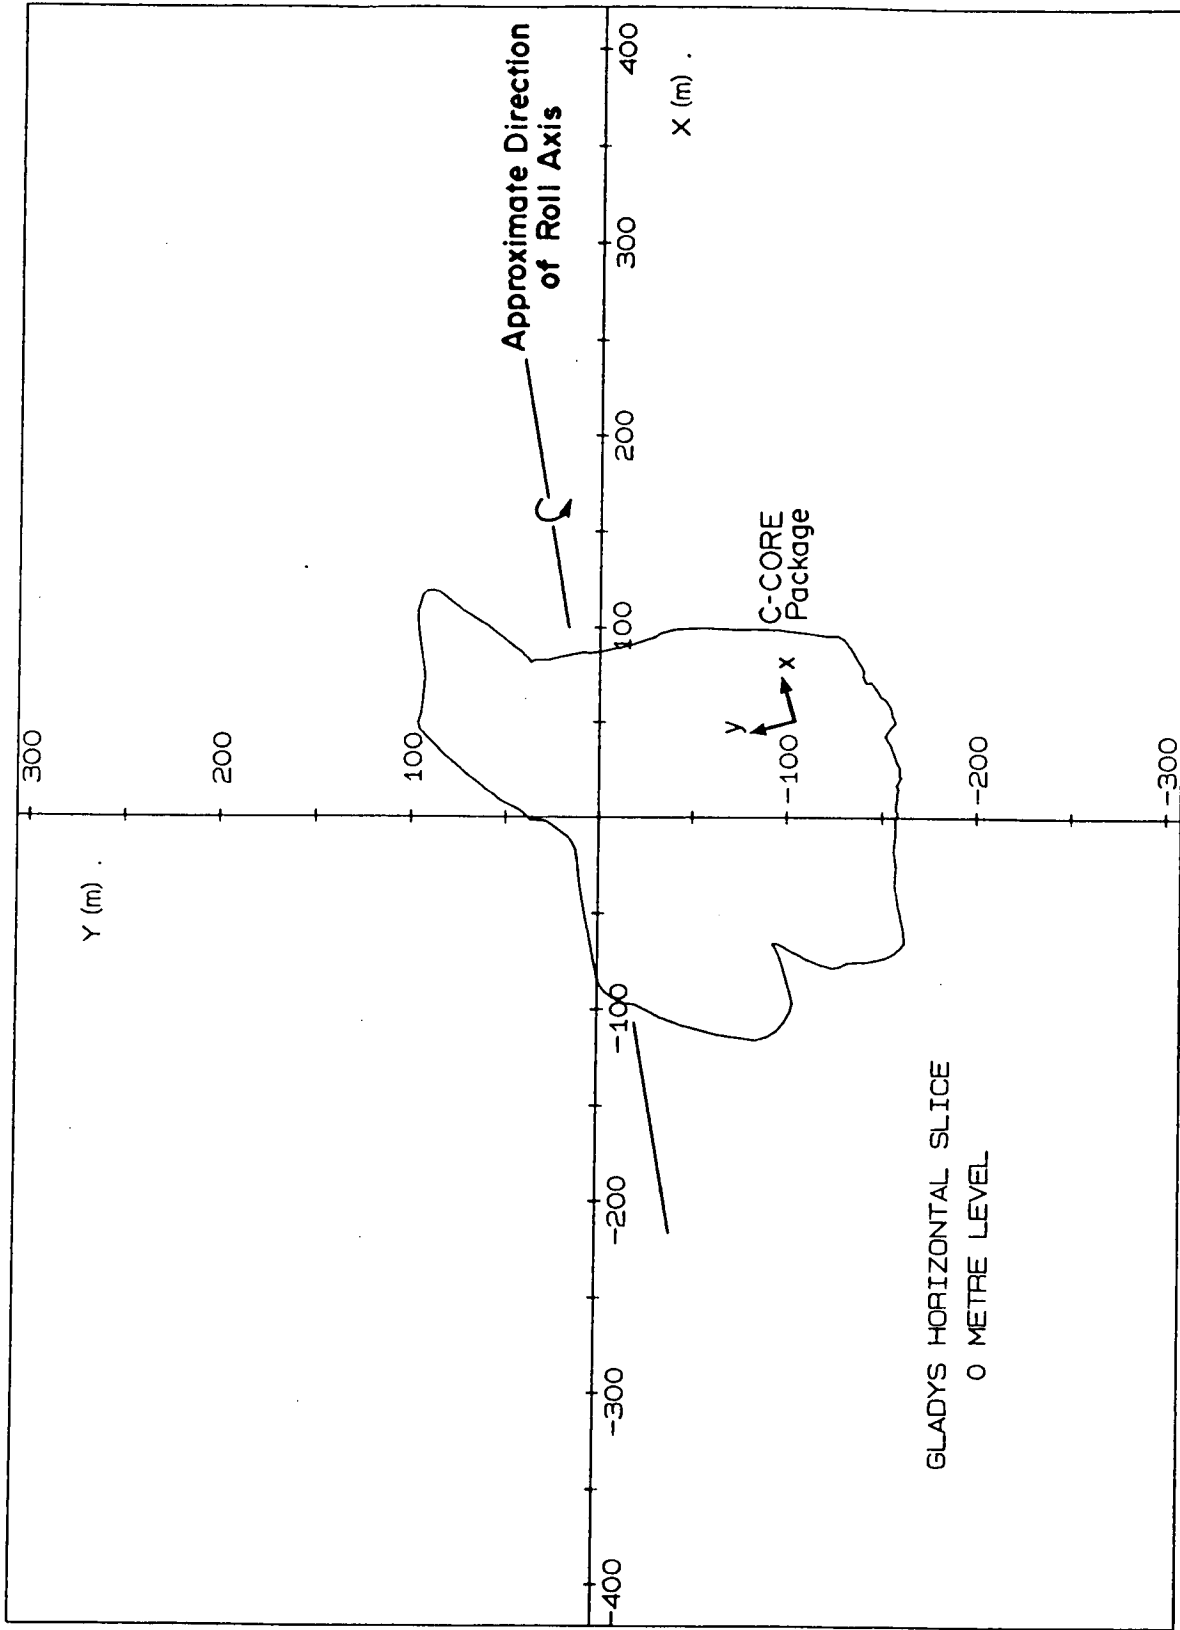 Y (m) .
300
200
100
-100
-200
-300
-400
-300
-200
-100
100
200
300
400
X (m) .
Approximate Direction
of Roll Axis
C-CORE
Package
y
x
GLADYS HORIZONTAL SLICE
0 METRE LEVEL